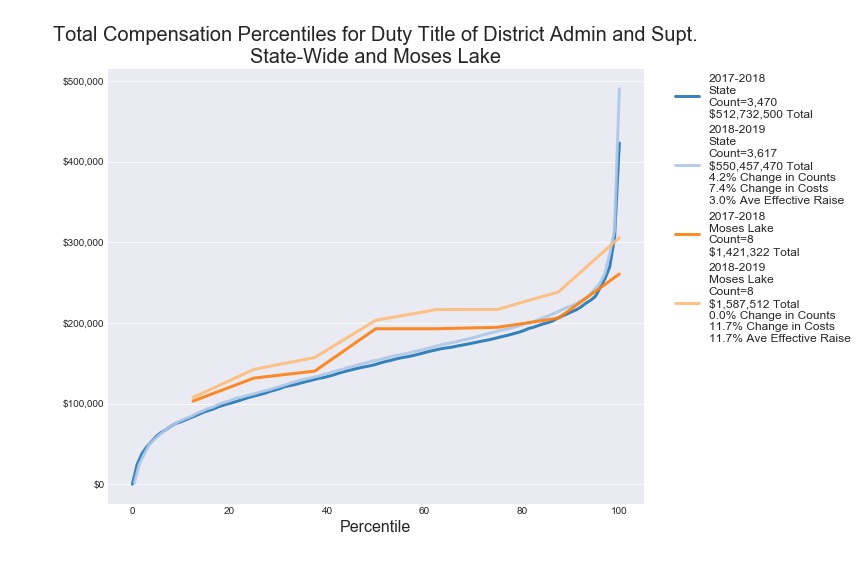 Total Compensation Percentiles for Duty Title of District Admin and Supt.
State-Wide and Moses Lake
$500,000
$400,000
$300,000
$200,000
$100,000
$0
0
20
40
60
80
100
Percentile
2017-2018
State
Count=3,470
$512,732,500 Total
2018-2019
State
Count=3,617
$550,457,470 Total
4.2% Change in Counts
7.4% Change in Costs
3.0% Ave Effective Raise
2017-2018
Moses Lake
Count=8
$1,421,322 Total
2018-2019
Moses Lake
Count=8
$1,587,512 Total
0.0% Change in Counts
11.7% Change in Costs
11.7% Ave Effective Raise